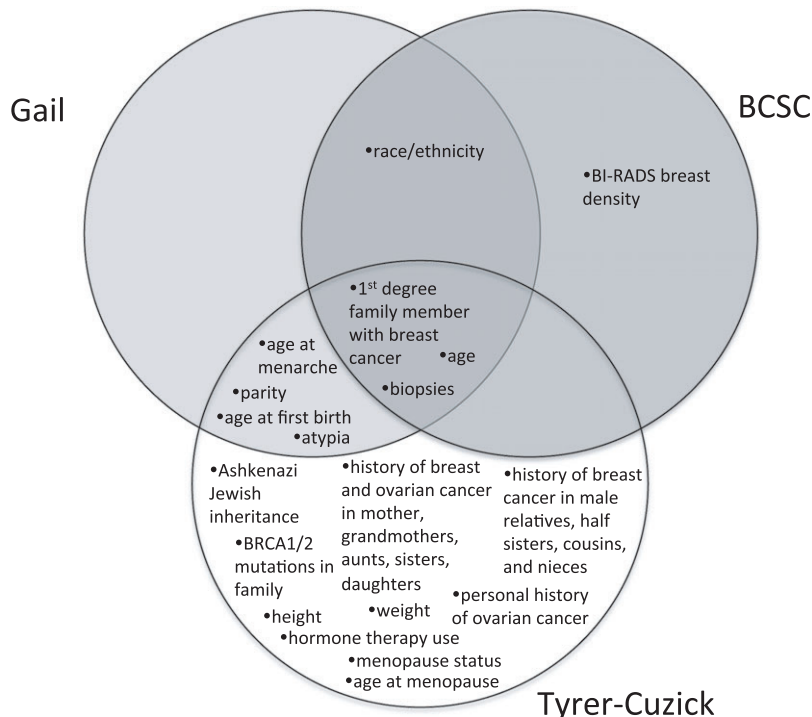 Gail
BCSC
•race/ethnicity
•BI-RADS breast
density
•1st degree
family member
with breast
cancer
•age
•biopsies
•age at
menarche
•parity
•age at first birth
•atypia
•Ashkenazi
Jewish
inheritance
•BRCA1/2
mutations in
family
•height
•history of breast
and ovarian cancer
in mother,
grandmothers,
aunts, sisters,
daughters
•weight
•history of breast
cancer in male
relatives, half
sisters, cousins,
and nieces
•personal history
of ovarian cancer
•hormone therapy use
•menopause status
•age at menopause
Tyrer-Cuzick